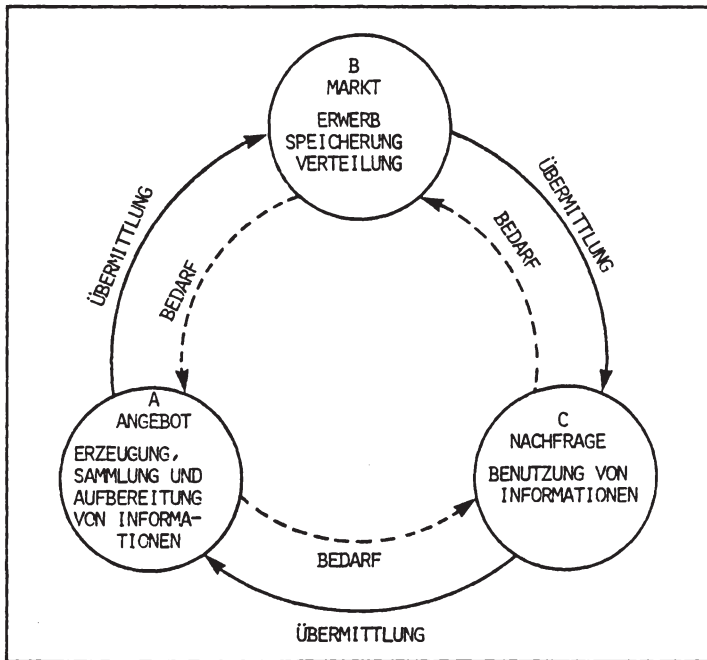 B
MARKT
ERWERB
SPEICHERUNG
VERTEILUNG
ÜBERMITTLUNG
BEDARF
BEDARF
ÜBERMITTLUNG
A
ANGEBOT
ERZEUGUNG,
SAMMLUNG UND
AUFBEREITUNG
VON INFORMA-
TIONEN
C
NACHFRAGE
BENUTZUNG VON
INFORMATIONEN
BEDARF
ÜBERMITTLUNG